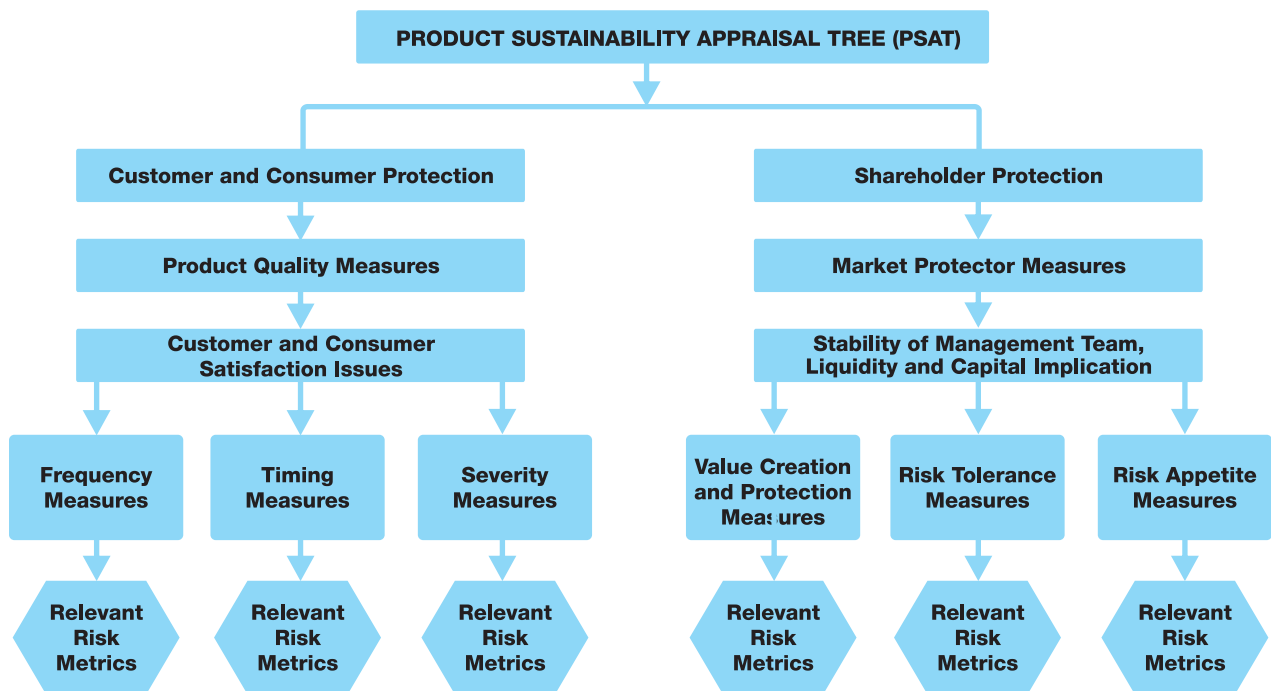 PRODUCT SUSTAINABILITY APPRAISAL TREE (PSAT)
Customer and Consumer Protection
Shareholder Protection
Product Quality Measures
Market Protector Measures
Customer and Consumer
Satisfaction Issues
Stability of Management Team,
Liquidity and Capital Implication
Frequency
Measures
Timing
Measures
Severity
Measures
Value Creation
and Protection
Measures
Risk Tolerance
Measures
Risk Appetite
Measures
Relevant
Risk
Metrics
Relevant
Risk
Metrics
Relevant
Risk
Metrics
Relevant
Risk
Metrics
Relevant
Risk
Metrics
Relevant
Risk
Metrics